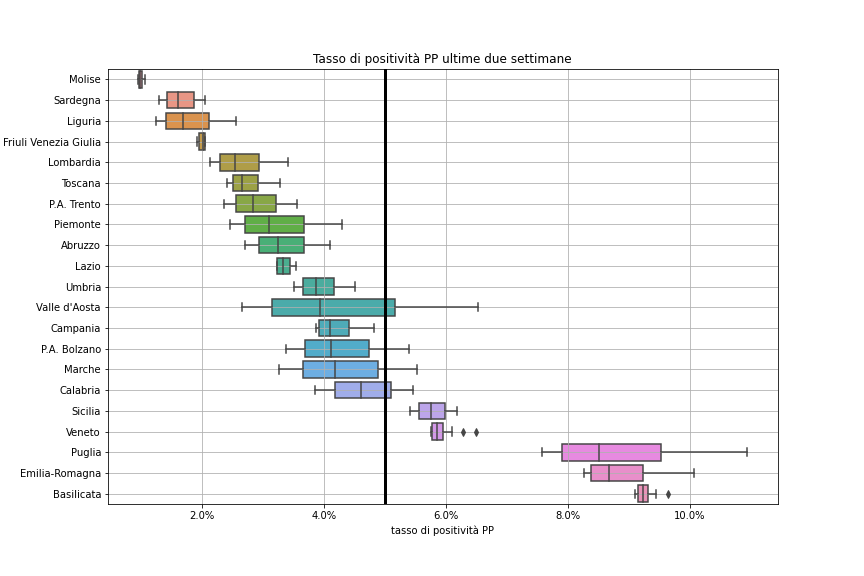 Tasso di positività PP ultime due settimane
Molise
Sardegna
Liguria
Friuli Venezia Giulia
Lombardia
Toscana
P.A. Trento
Piemonte
Abruzzo
Lazio
Umbria
Valle d'Aosta
Campania
P.A. Bolzano
Marche
Calabria
Sicilia
Veneto
Puglia
Emilia-Romagna
Basilicata
2.0% 4.0% 6.0% 8.0% 10.0%
tasso di positività PP